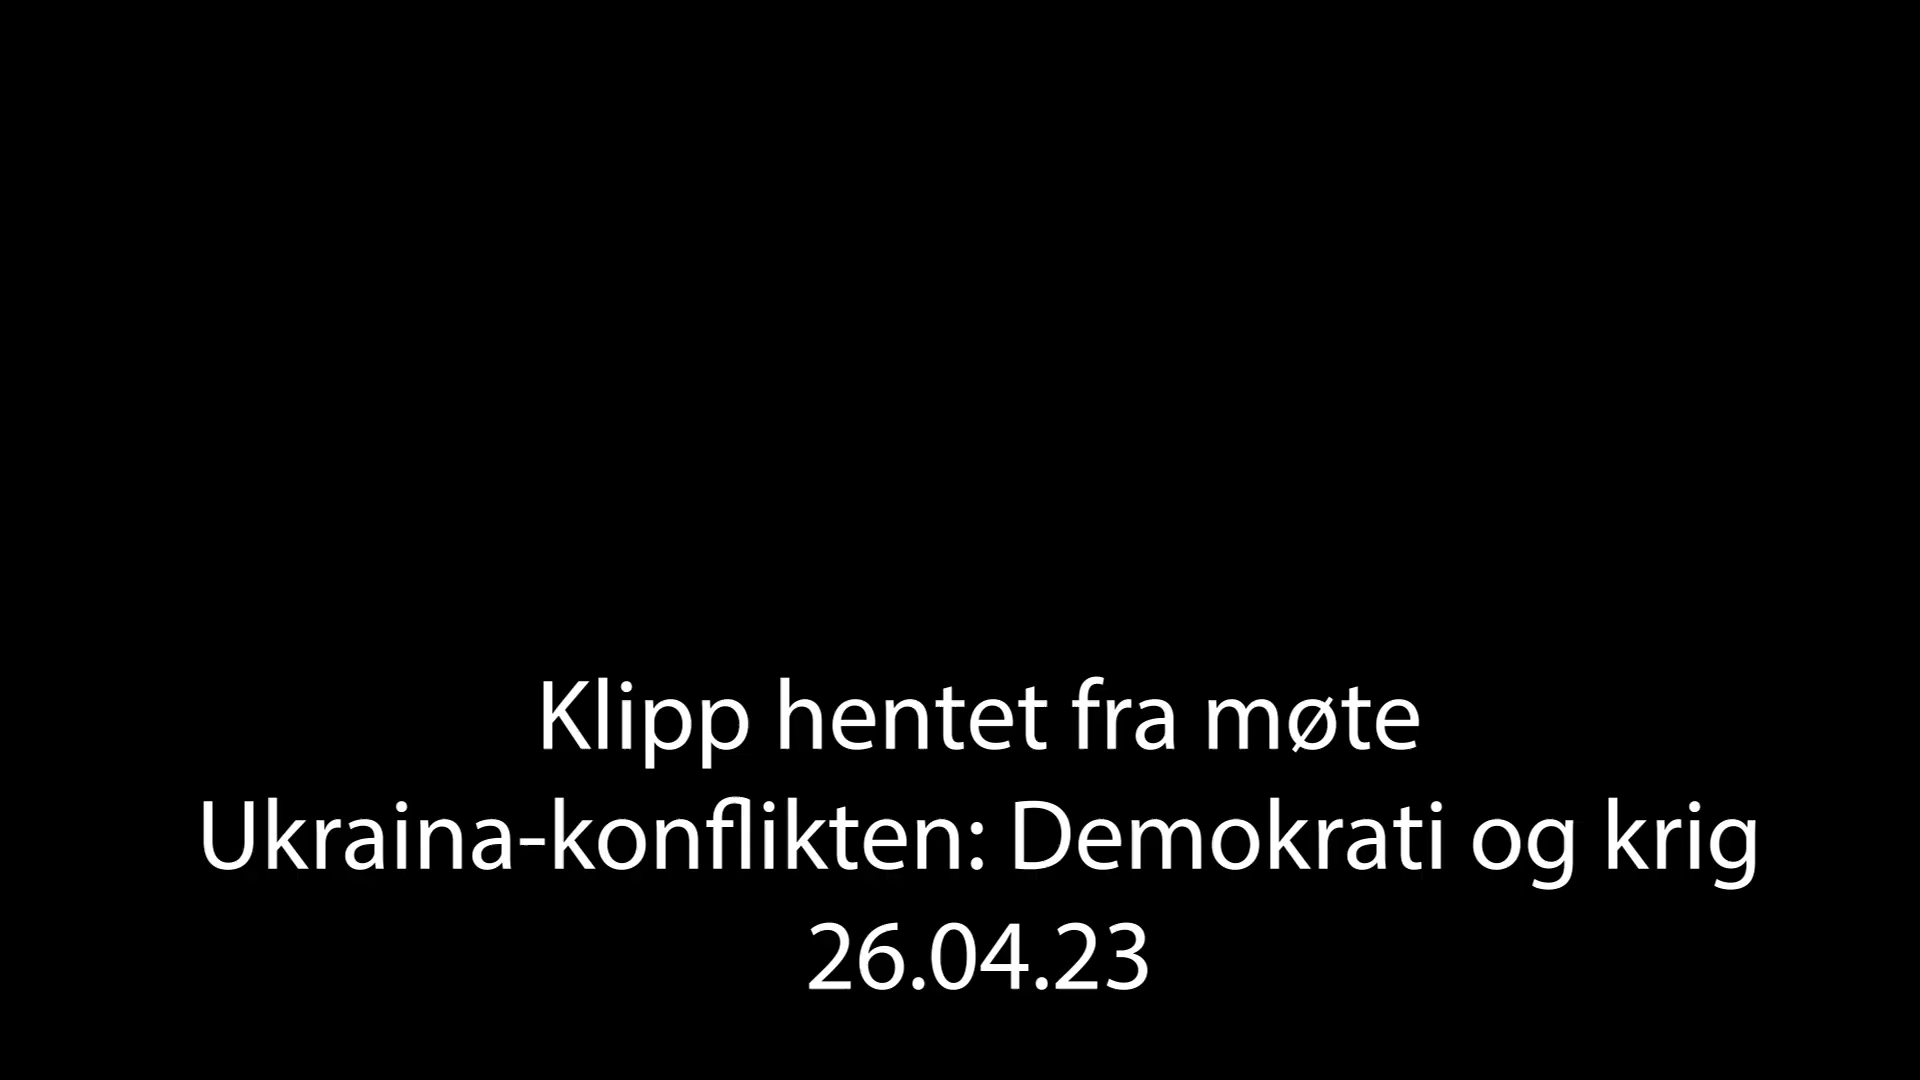 Klipp hentet fra møte
Ukraina-konflikten: Demokrati og krig
26.04.23